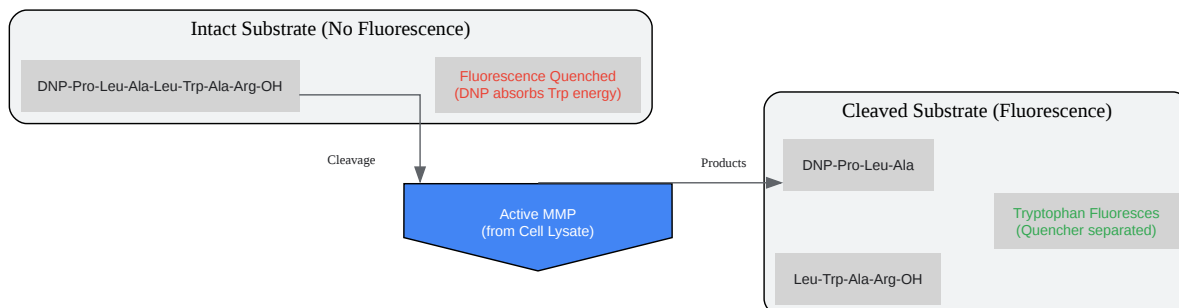 Intact Substrate (No Fluorescence)
DNP-Pro-Leu-Ala-Leu-Trp-Ala-Arg-OH
Fluorescence Quenched
(DNP absorbs Trp energy)
Cleavage
Active MMP
(from Cell Lysate)
Products
Cleaved Substrate (Fluorescence)
DNP-Pro-Leu-Ala
Tryptophan Fluoresces
(Quencher separated)
Leu-Trp-Ala-Arg-OH